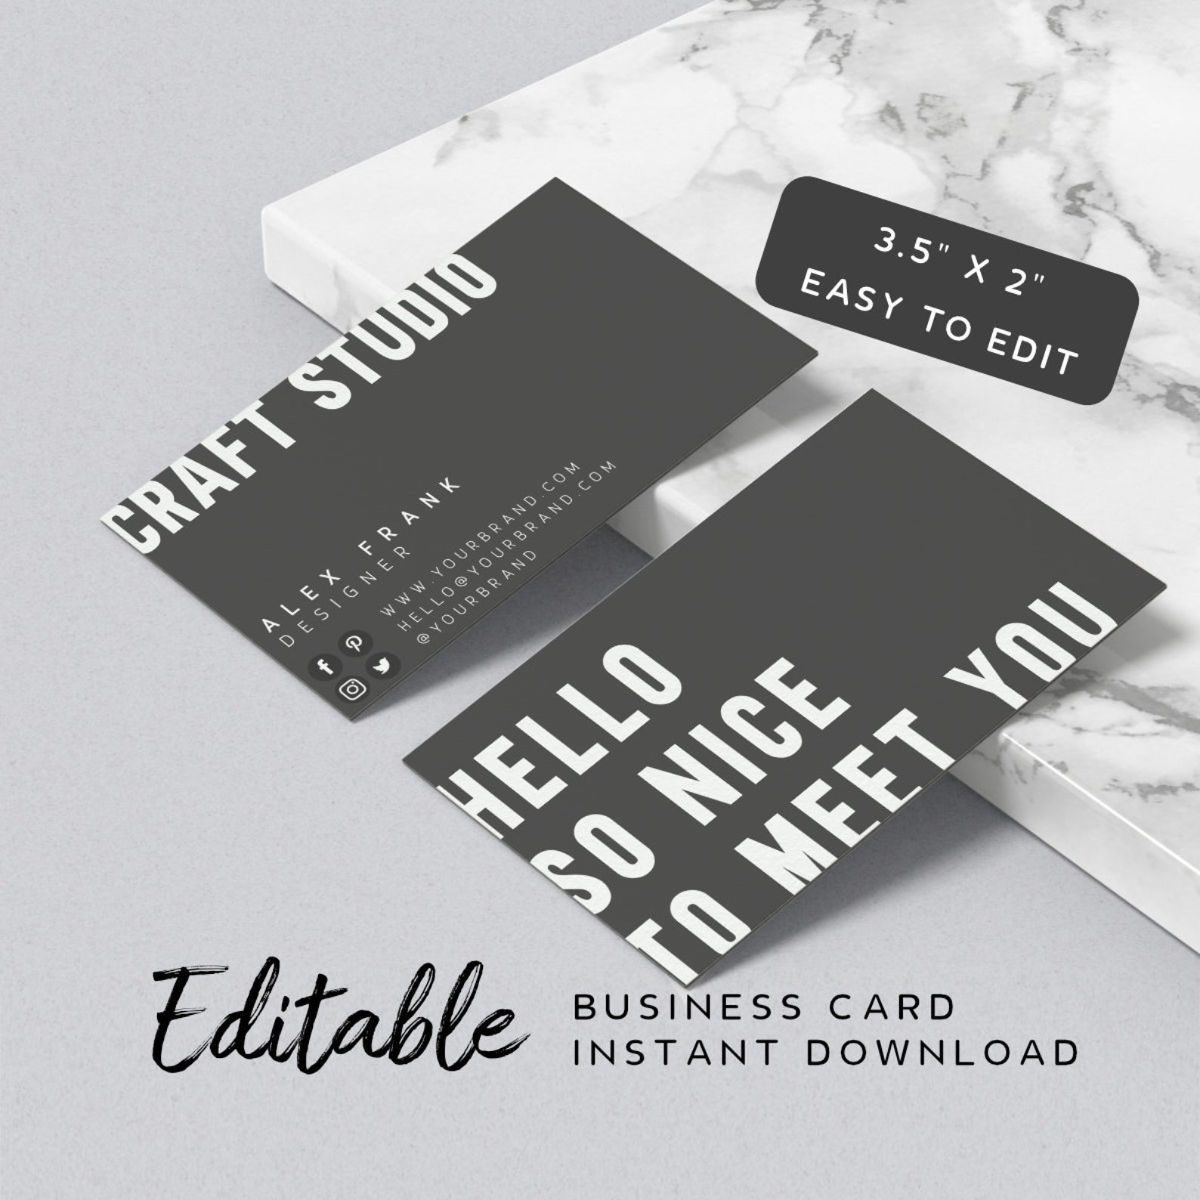 3.5" X 2"
EASY TO EDIT
CRAFT STUDIO
ALEX FRANK
DESIGNER
WWW.YOURBRAND.COM
HELLO@YOURBRAND.COM
@YOURBRAND
HELLO
SO NICE
TO MEET YOU
Editable
BUSINESS CARD
INSTANT DOWNLOAD